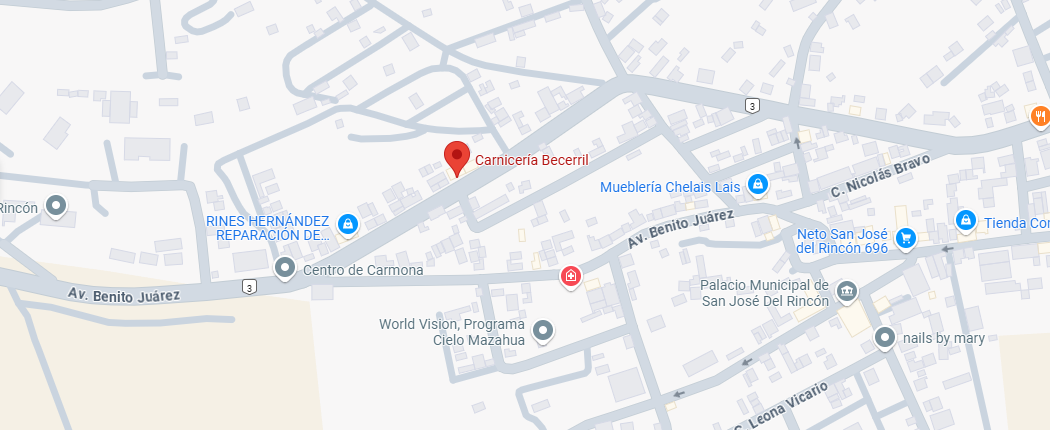 3
Carnicería Becerril
Mueblería Chelais Lais
C. Nicolás Bravo
Rincón
RINES HERNÁNDEZ
REPARACIÓN DE...
Av. Benito Juárez
Tienda Con
Neto San José
del Rincón 696
Centro de Carmona
3
Av. Benito Juárez
Palacio Municipal de
San José Del Rincón
World Vision, Programa
Cielo Mazahua
nails by mary
C. Leona Vicario